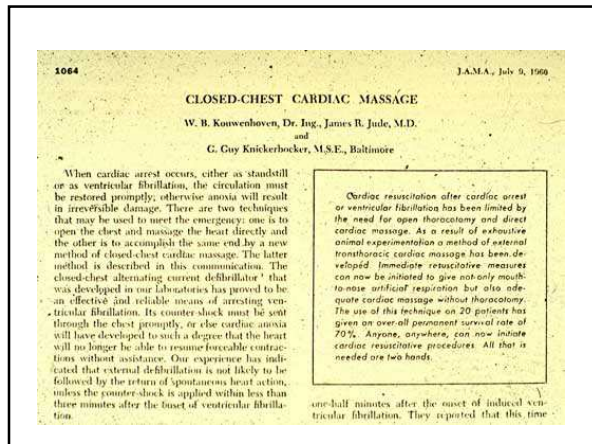 1064
J.A.M.A., July 9, 1960
CLOSED-CHEST CARDIAC MASSAGE
W. B. Kouwenhoven, Dr. Ing., James R. Jude, M.D.
and
G. Guy Knickerbocker, M.S.E., Baltimore
When cardiac arrest occurs, either as standstill
or as ventricular fibrillation, the circulation must
be restored promptly; otherwise anoxia will result
in irreversible damage. There are two techniques
that may be used to meet the emergency: one is to
open the chest and massage the heart directly and
the other is to accomplish the same end by a new
method of closed-chest cardiac massage. The latter
method is described in this communication. The
closed-chest alternating current defibrillator¹ that
was developed in our laboratories has proved to be
an effective and reliable means of arresting ven-
tricular fibrillation. Its counter-shock must be sent
through the chest promptly, or else cardiac anoxia
will have developed to such a degree that the heart
will no longer be able to resume forceable contrac-
tions without assistance. Our experience has indi-
cated that external defibrillation is not likely to be
followed by the return of spontaneous heart action,
unless the counter-shock is applied within less than
three minutes after the onset of ventricular fibrilla-
tion.
Cardiac resuscitation after cardiac arrest
or ventricular fibrillation has been limited by
the need for open thoracotomy and direct
cardiac massage. As a result of exhaustive
animal experimentation a method of external
transthoracic cardiac massage has been de-
veloped. Immediate resuscitative measures
can now be initiated to give not only mouth-
to-nose artificial respiration but also ade-
quate cardiac massage without thoracotomy.
The use of this technique on 20 patients has
given an over-all permanent survival rate of
70%. Anyone, anywhere, can now initiate
cardiac resuscitative procedures. All that is
needed are two hands.
one-half minutes after the onset of induced ven-
tricular fibrillation. They reported that this time